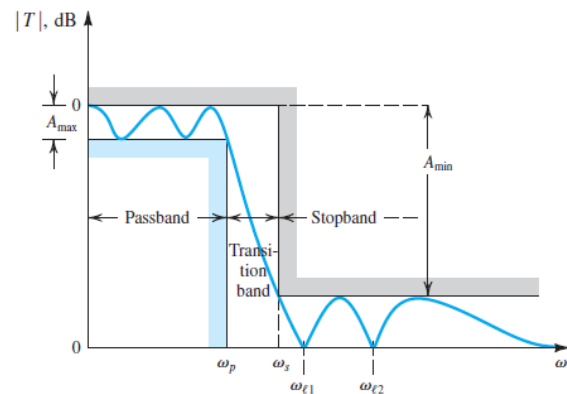 |T|, dB
0
A_max
A_min
Passband
Stopband
Transi-
tion
band
0
ω_p
ω_s
ω
ω_ℓ1
ω_ℓ2